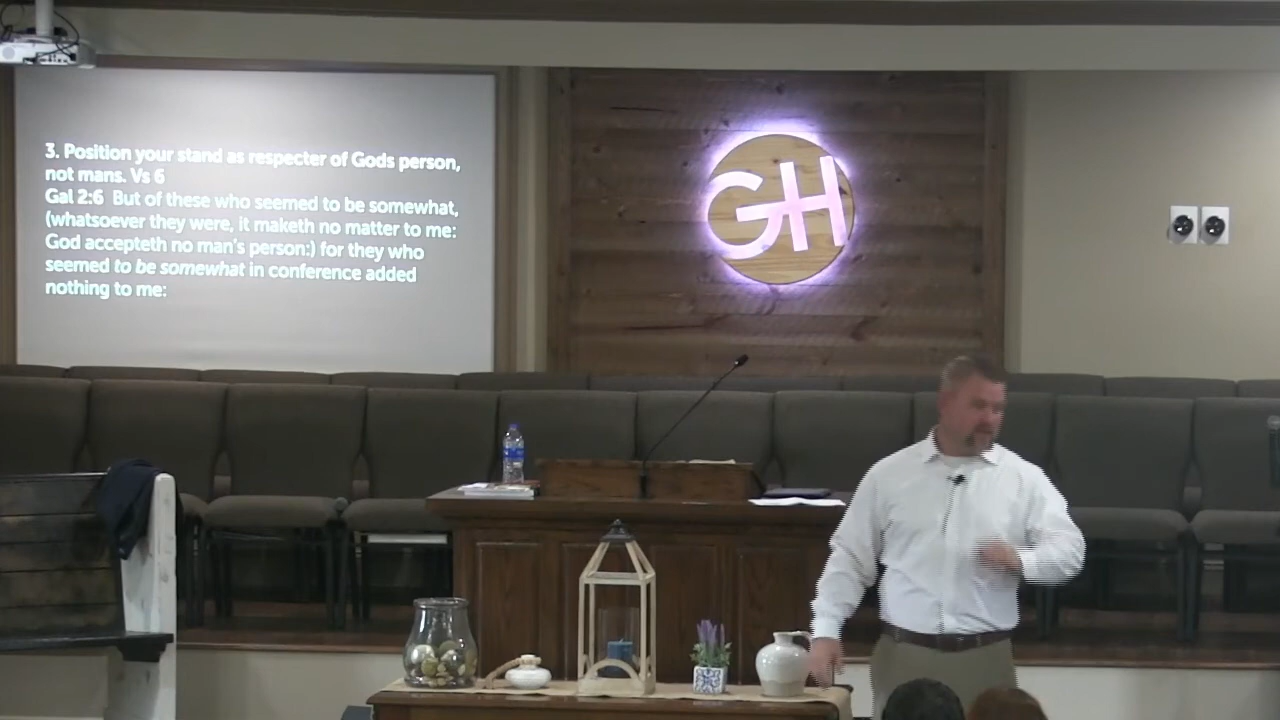 3. Position your stand as respecter of Gods person,
not mans. Vs 6
Gal 2:6 But of these who seemed to be somewhat,
(whatsoever they were, it maketh no matter to me:
God accepteth no man's person:) for they who
seemed to be somewhat in conference added
nothing to me:
GH